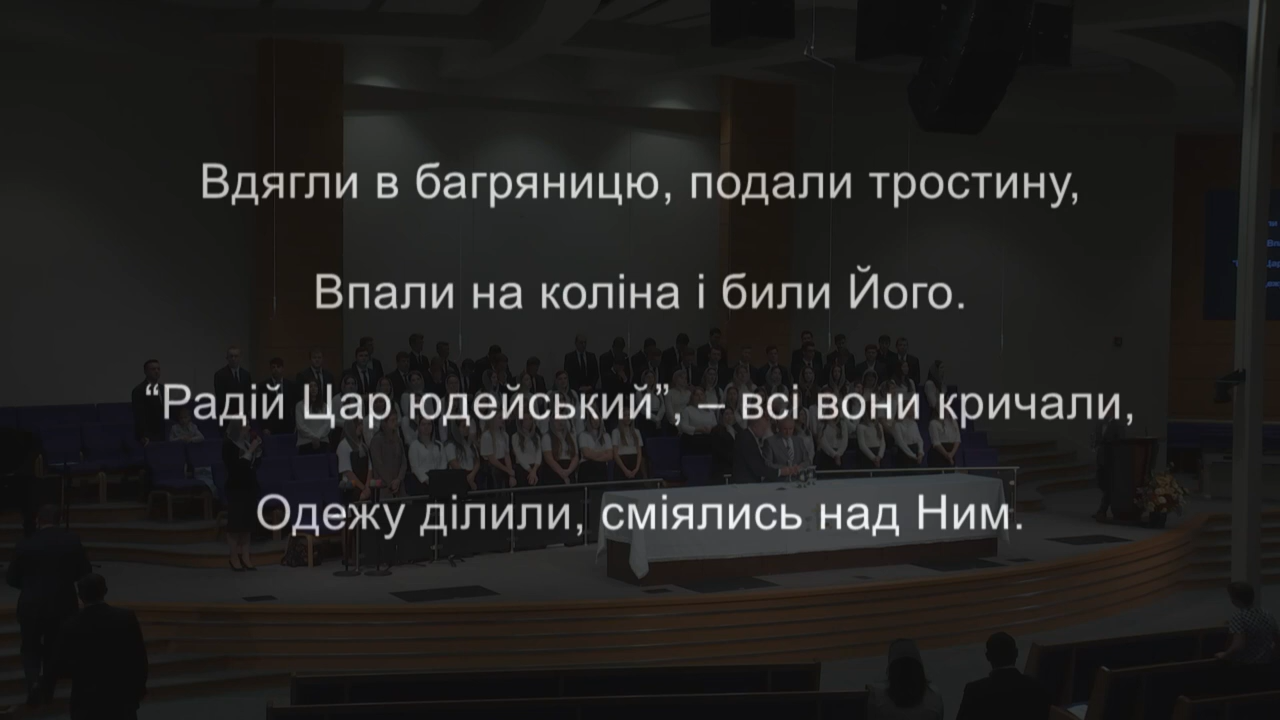 Вдягли в багряницю, подали тростину,
Впали на коліна і били Його.
“Радій Цар юдейський”, – всі вони кричали,
Одежу ділили, сміялись над Ним.